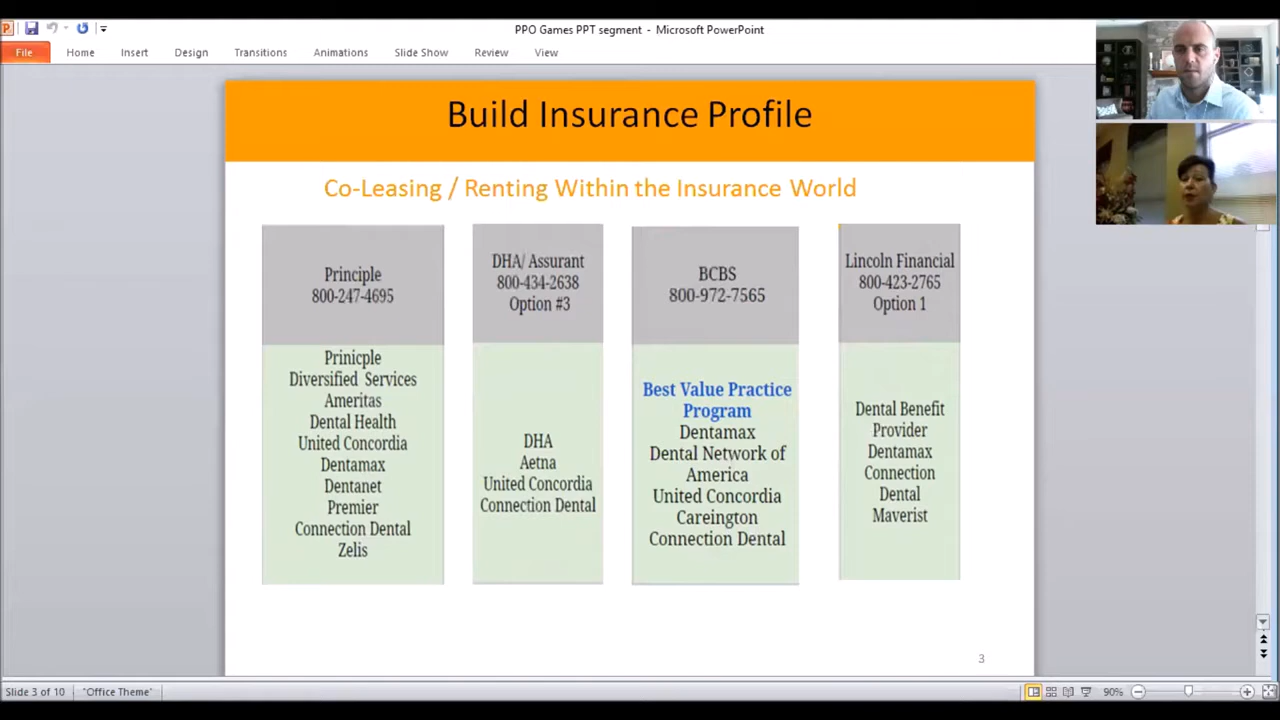 PPO Games PPT segment - Microsoft PowerPoint
File Home Insert Design Transitions Animations Slide Show Review View
Build Insurance Profile
Co-Leasing / Renting Within the Insurance World
Principle
800-247-4695
Prinicple
Diversified Services
Ameritas
Dental Health
United Concordia
Dentamax
Dentanet
Premier
Connection Dental
Zelis
DHA/ Assurant
800-434-2638
Option #3
DHA
Aetna
United Concordia
Connection Dental
BCBS
800-972-7565
Best Value Practice
Program
Dentamax
Dental Network of
America
United Concordia
Careington
Connection Dental
Lincoln Financial
800-423-2765
Option 1
Dental Benefit
Provider
Dentamax
Connection
Dental
Maverist
3
Slide 3 of 10 "Office Theme" 90%